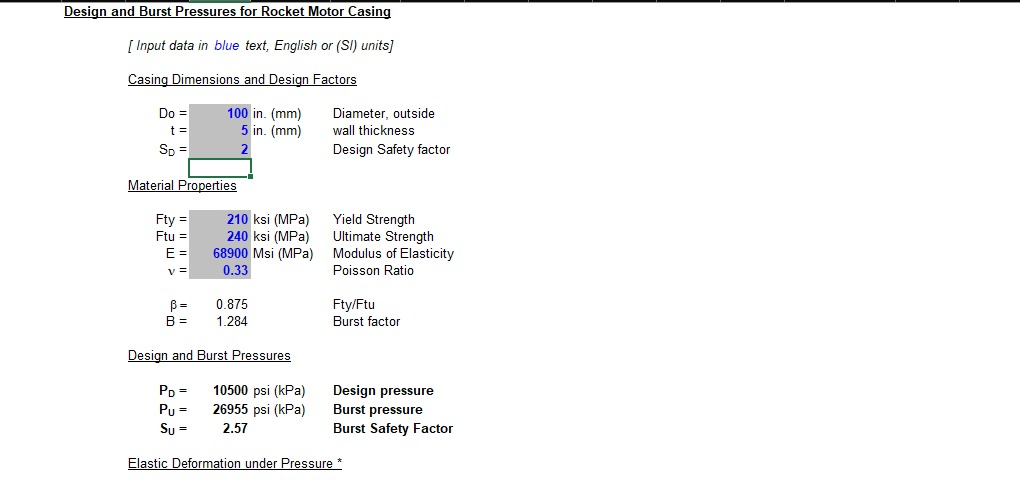 Design and Burst Pressures for Rocket Motor Casing
[ Input data in blue text, English or (SI) units]
Casing Dimensions and Design Factors
Do = 100 in. (mm) Diameter, outside
t = 5 in. (mm) wall thickness
SD = 2 Design Safety factor
Material Properties
Fty = 210 ksi (MPa) Yield Strength
Ftu = 240 ksi (MPa) Ultimate Strength
E = 68900 Msi (MPa) Modulus of Elasticity
ν = 0.33 Poisson Ratio
β = 0.875 Fty/Ftu
B = 1.284 Burst factor
Design and Burst Pressures
PD = 10500 psi (kPa) Design pressure
PU = 26955 psi (kPa) Burst pressure
SU = 2.57 Burst Safety Factor
Elastic Deformation under Pressure *